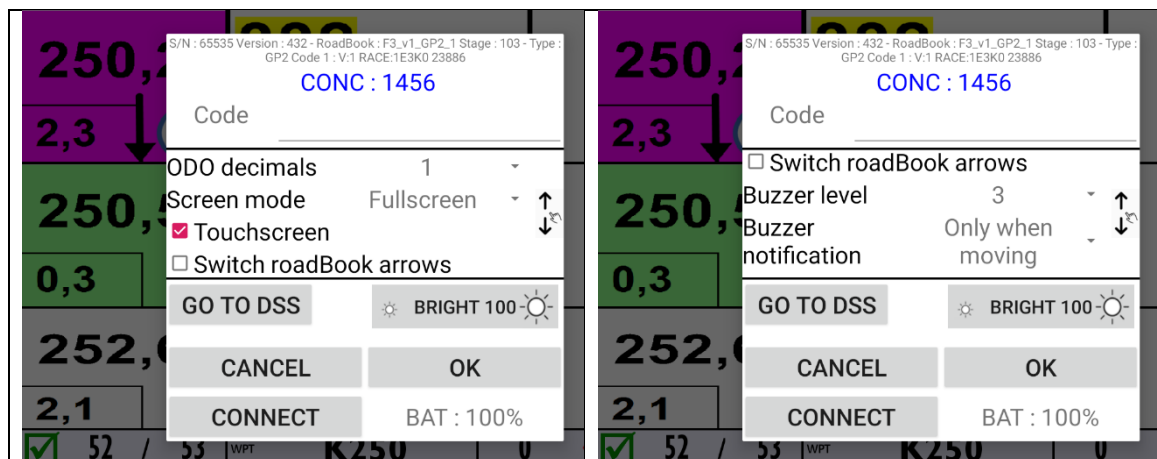 250,2
2,3
250,5
0,3
252,6
2,1
52 / 53 WPT K250 0
S/N : 65535 Version : 432 - RoadBook : F3_v1_GP2_1 Stage : 103 - Type :
GP2 Code 1 : V:1 RACE:1E3K0 23886
CONC : 1456
Code
ODO decimals 1
Screen mode Fullscreen
Touchscreen
Switch roadBook arrows
GO TO DSS BRIGHT 100
CANCEL OK
CONNECT BAT : 100%
250,2
2,3
250,5
0,3
252,6
2,1
52 / 53 WPT K250 0
S/N : 65535 Version : 432 - RoadBook : F3_v1_GP2_1 Stage : 103 - Type :
GP2 Code 1 : V:1 RACE:1E3K0 23886
CONC : 1456
Code
Switch roadBook arrows
Buzzer level 3
Buzzer Only when
notification moving
GO TO DSS BRIGHT 100
CANCEL OK
CONNECT BAT : 100%